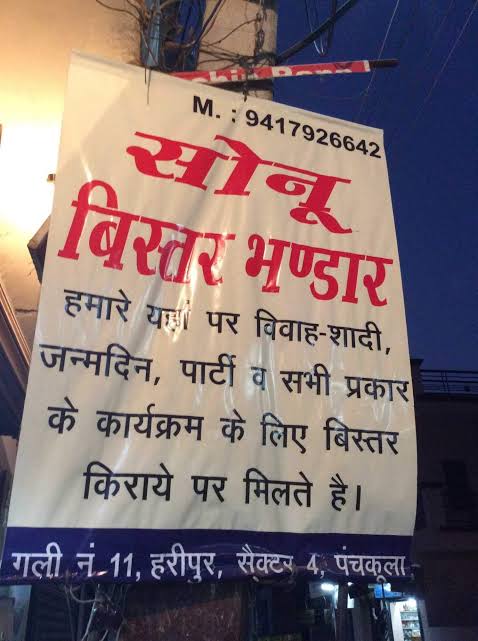 M. : 9417926642
सोनू
बिस्तर भण्डार
हमारे यहां पर विवाह-शादी,
जन्मदिन, पार्टी व सभी प्रकार
के कार्यक्रम के लिए बिस्तर
किराये पर मिलते है।
गली नं 11, हरीपुर, सैक्टर 4, पंचकूला